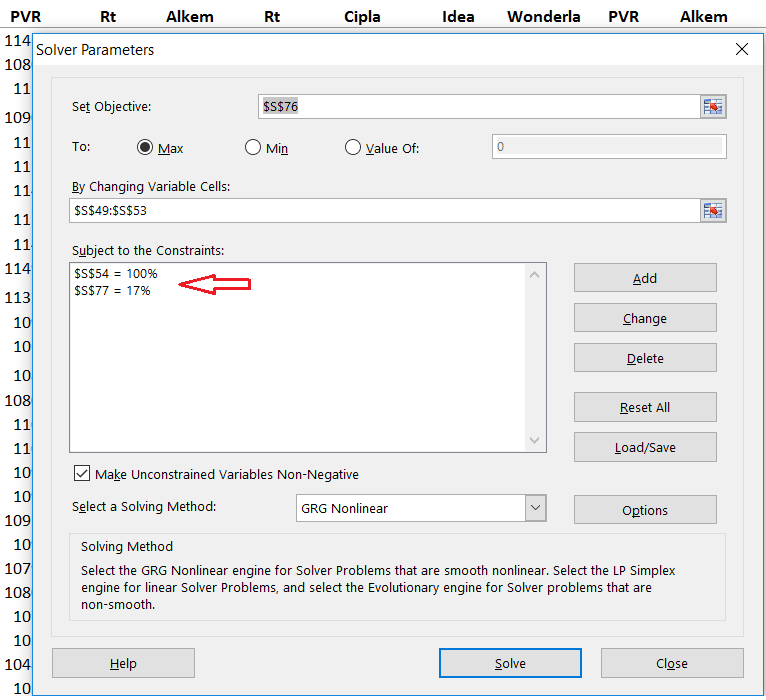 PVR Rt Alkem Rt Cipla Idea Wonderla PVR Alkem
114
Solver Parameters
108
11
Set Objective: $S$76
109
11
To: Max Min Value Of: 0
11
By Changing Variable Cells:
11
$S$49:$S$53
11
11
Subject to the Constraints:
114
$S$54 = 100%
Add
$S$77 = 17%
113
10
Change
10
Delete
10
108
Reset All
11
11
Load/Save
10
Make Unconstrained Variables Non-Negative
10
Select a Solving Method: GRG Nonlinear Options
109
10
Solving Method
107
Select the GRG Nonlinear engine for Solver Problems that are smooth nonlinear. Select the LP Simplex
engine for linear Solver Problems, and select the Evolutionary engine for Solver problems that are
108
non-smooth.
10
10
104
Help Solve Close
10